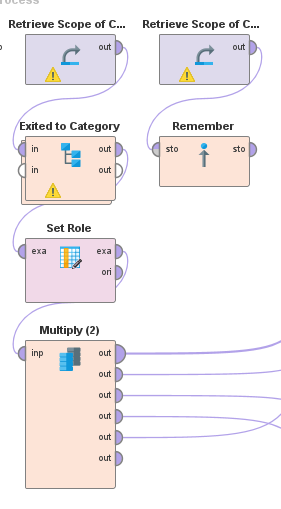 rocess
Retrieve Scope of C...
Retrieve Scope of C...
out
out
Exited to Category
Remember
in
out
sto
sto
in
out
Set Role
exa
exa
ori
Multiply (2)
inp
out
out
out
out
out
out